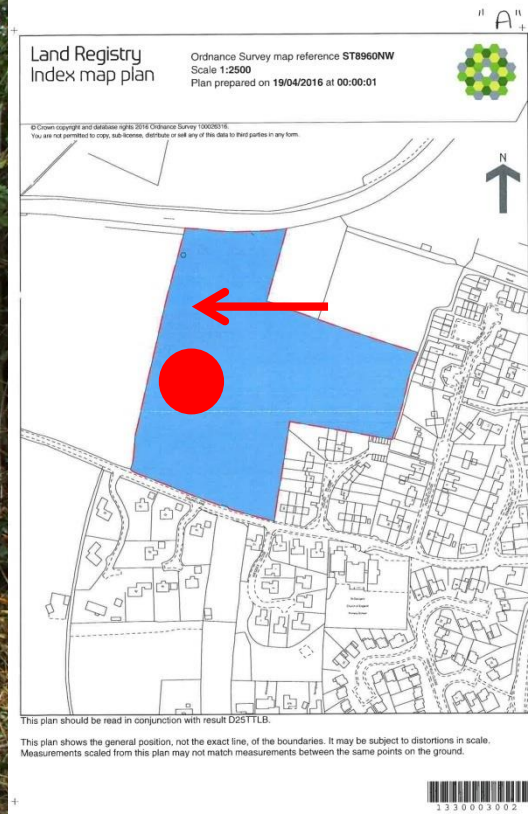 "A"
Land Registry
Index map plan
Ordnance Survey map reference ST8960NW
Scale 1:2500
Plan prepared on 19/04/2016 at 00:00:01
© Crown copyright and database rights 2016 Ordnance Survey 100026316.
You are not permitted to copy, sub-license, distribute or sell any of this data to third parties in any form.
N
This plan should be read in conjunction with result D25TTLB.
This plan shows the general position, not the exact line, of the boundaries. It may be subject to distortions in scale.
Measurements scaled from this plan may not match measurements between the same points on the ground.
1330003002